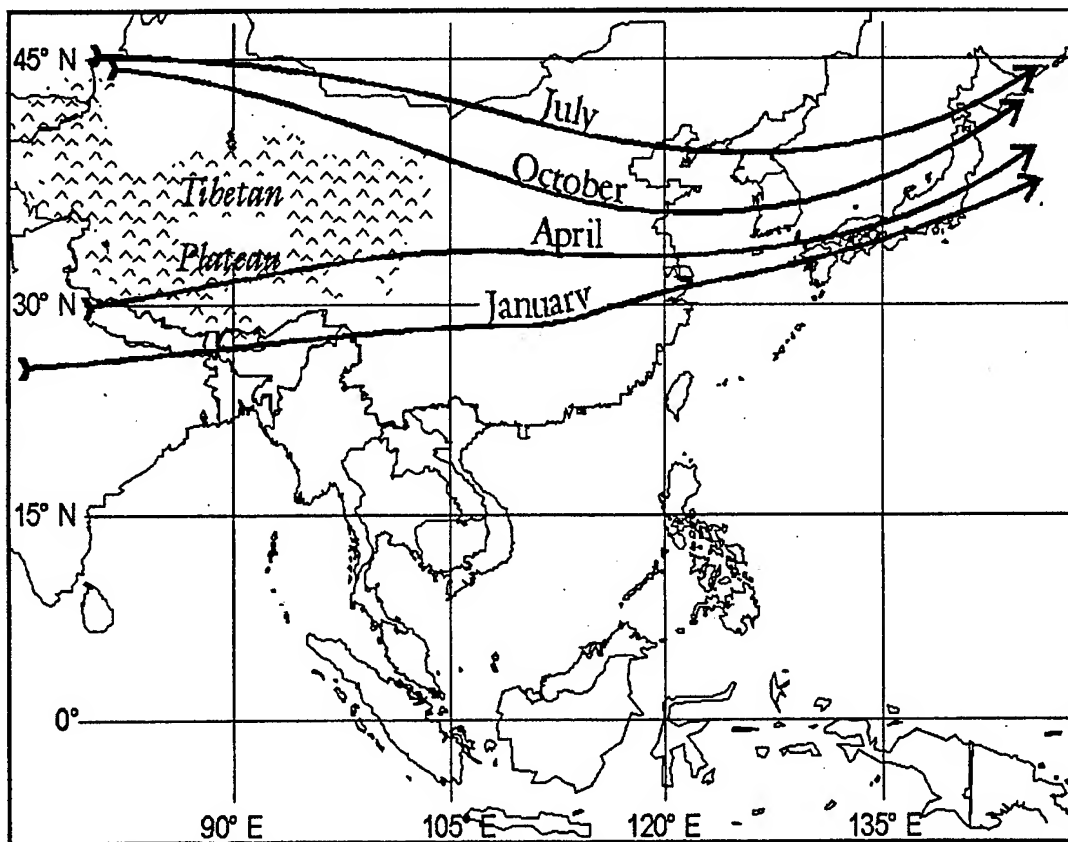 45° N
July
October
Tibetan
Plateau
April
January
30° N
15° N
0°
90° E
105° E
120° E
135° E